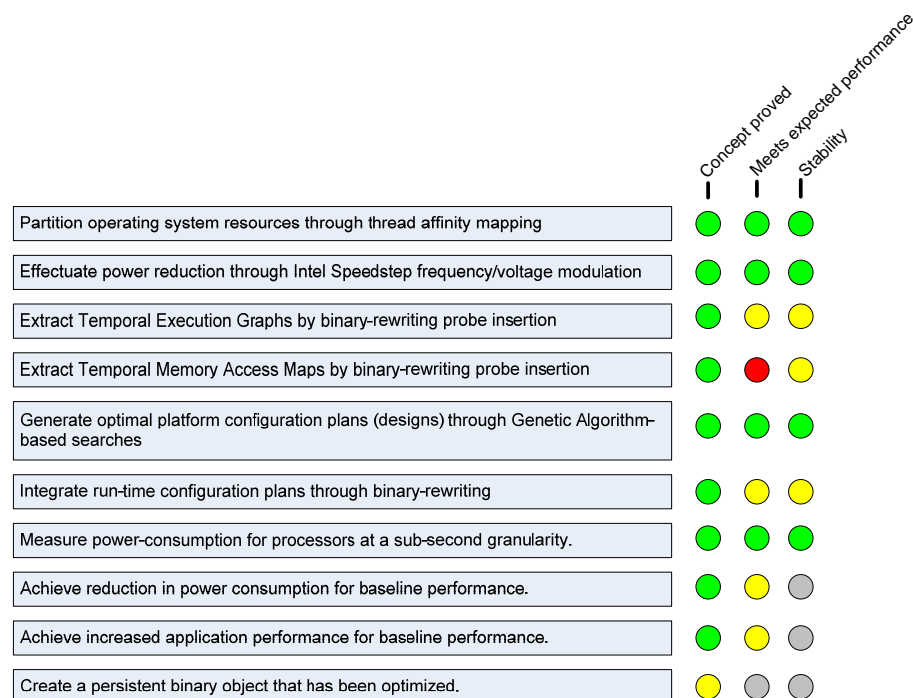 Concept proved
Meets expected performance
Stability
Partition operating system resources through thread affinity mapping
Effectuate power reduction through Intel Speedstep frequency/voltage modulation
Extract Temporal Execution Graphs by binary-rewriting probe insertion
Extract Temporal Memory Access Maps by binary-rewriting probe insertion
Generate optimal platform configuration plans (designs) through Genetic Algorithm-
based searches
Integrate run-time configuration plans through binary-rewriting
Measure power-consumption for processors at a sub-second granularity.
Achieve reduction in power consumption for baseline performance.
Achieve increased application performance for baseline performance.
Create a persistent binary object that has been optimized.